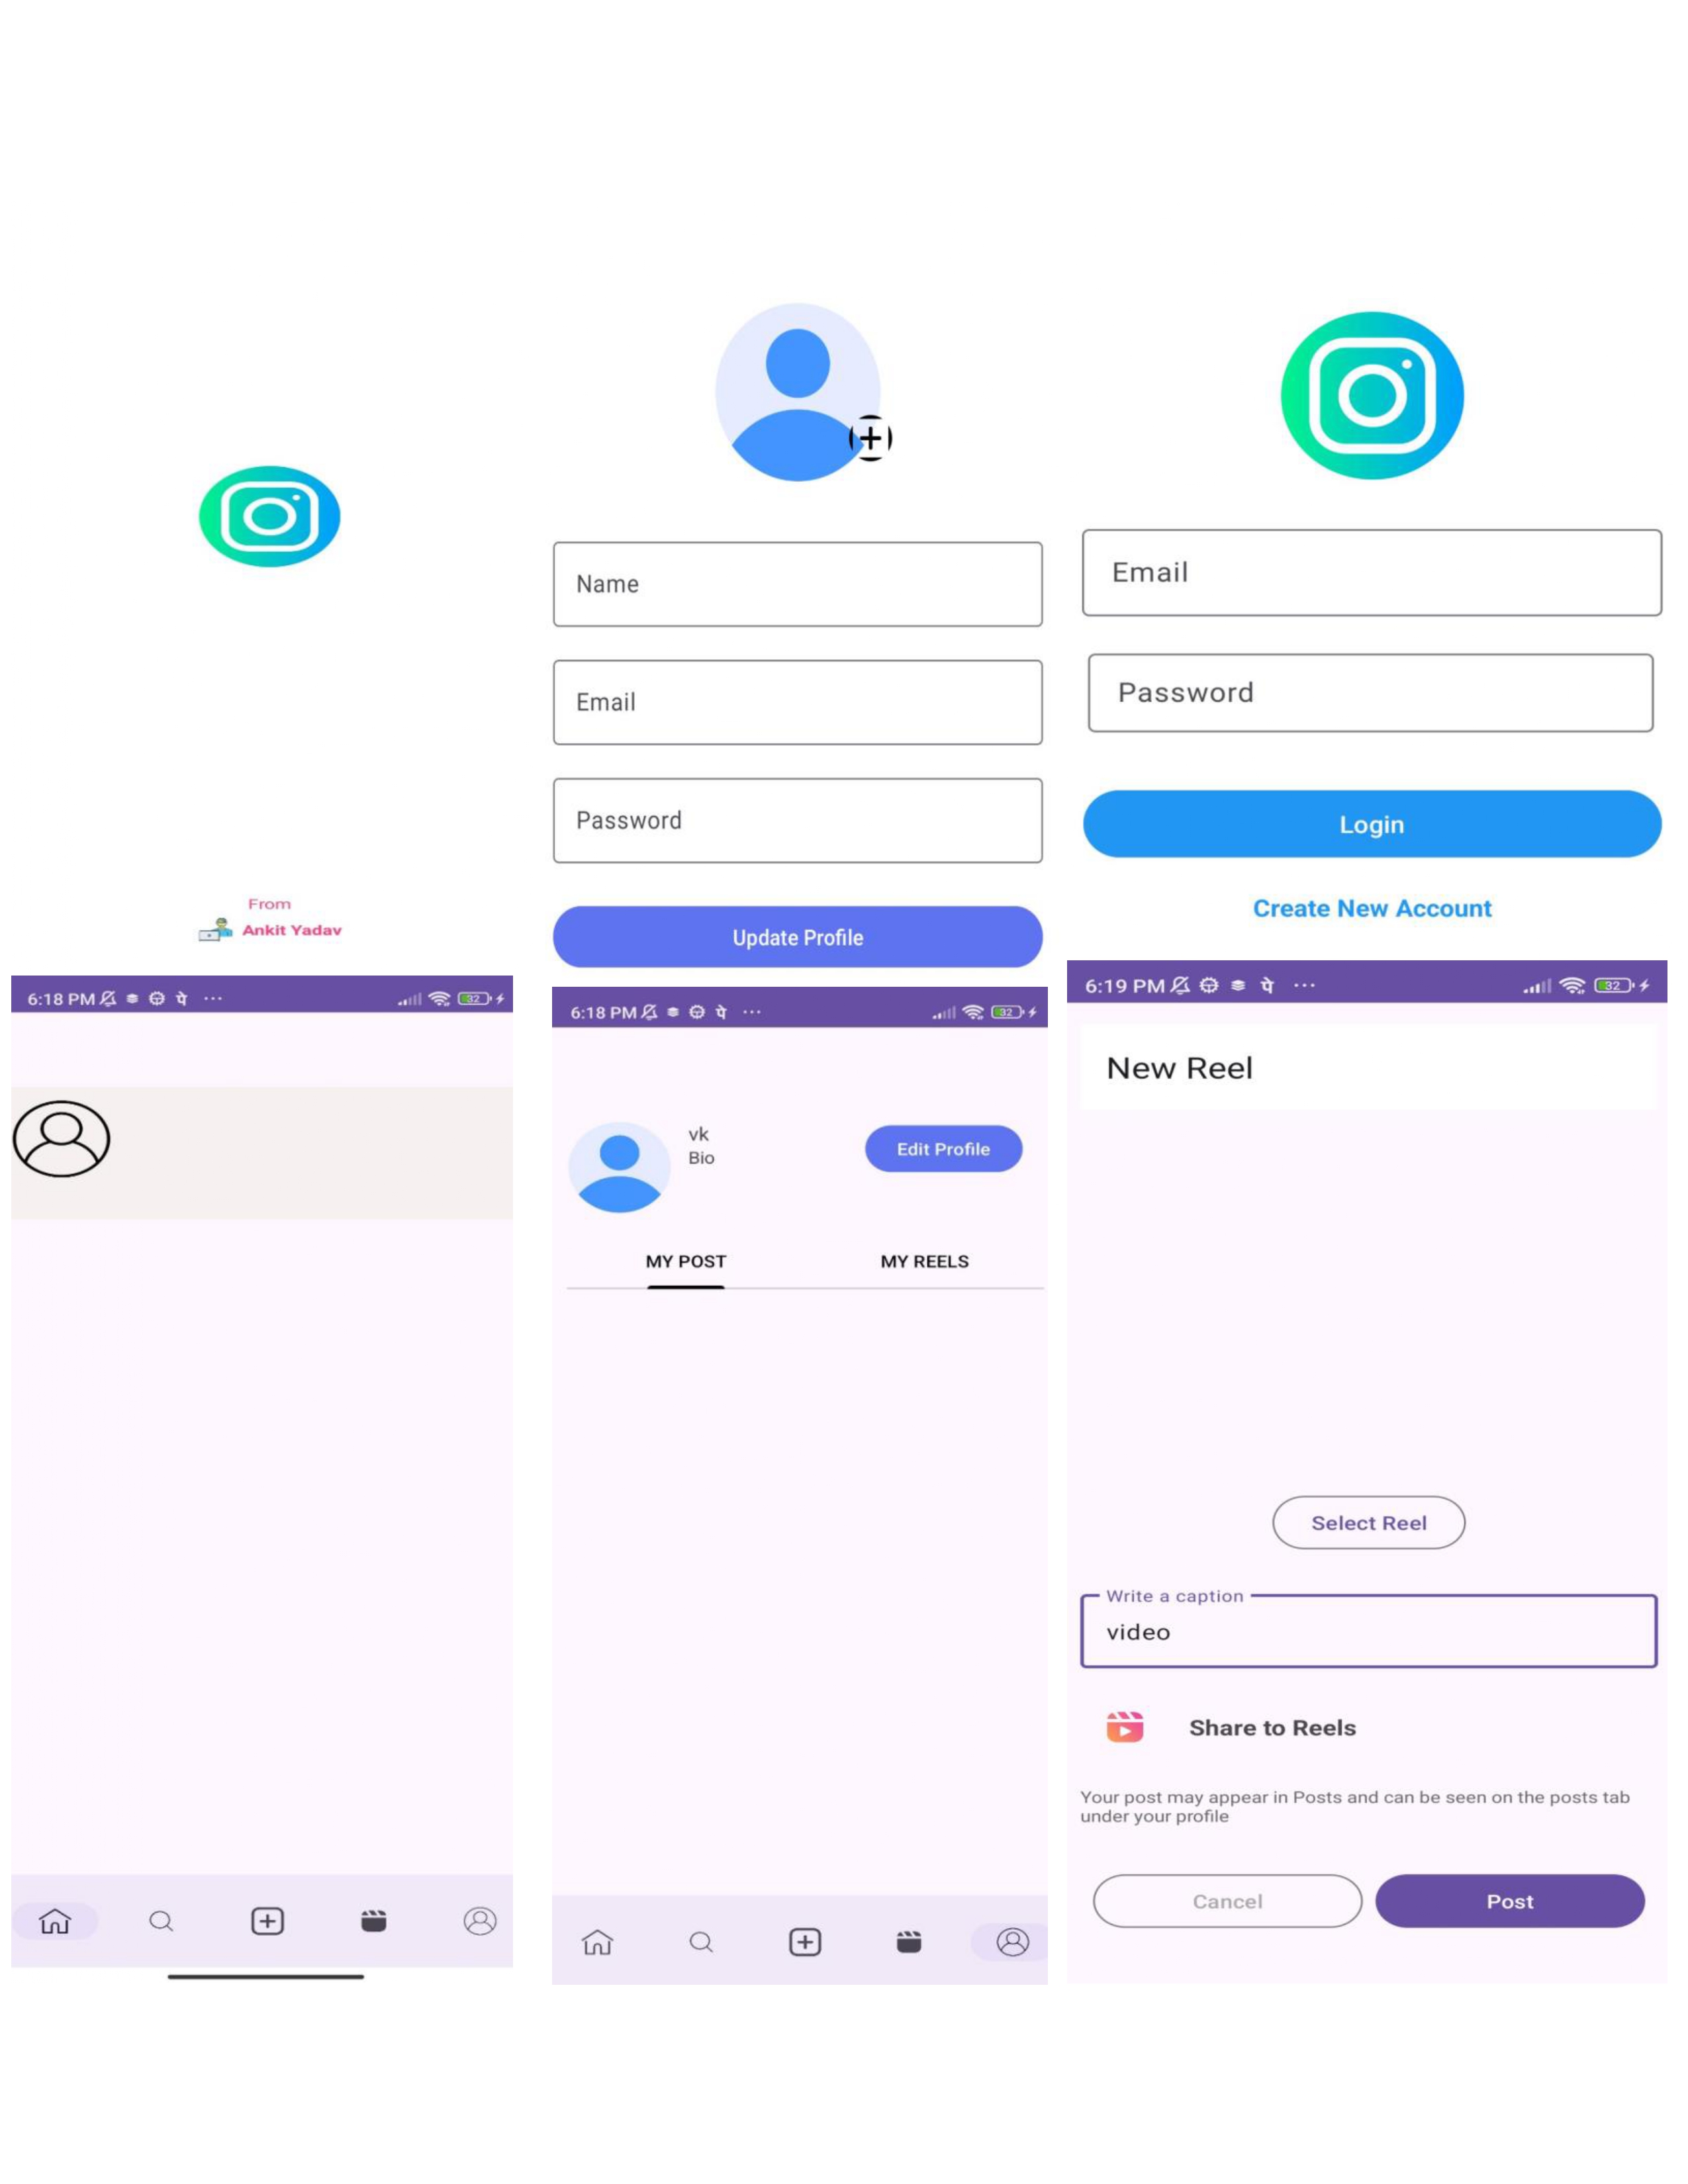 From
Ankit Yadav
Name
Email
Password
Update Profile
Email
Password
Login
Create New Account
6:18 PM पे ...
32
6:18 PM पे ...
32
vk
Bio
Edit Profile
MY POST
MY REELS
6:19 PM पे ...
32
New Reel
Select Reel
Write a caption
video
Share to Reels
Your post may appear in Posts and can be seen on the posts tab
under your profile
Cancel
Post